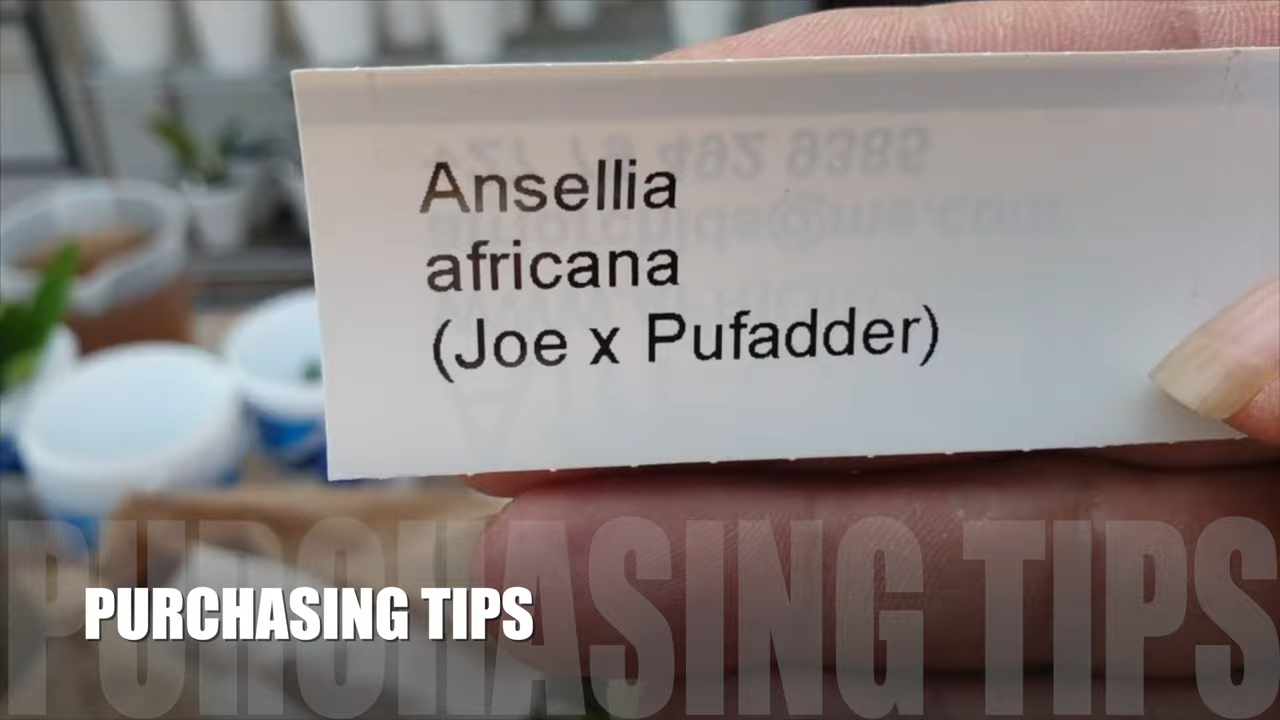 Ansellia
africana
(Joe x Pufadder)
PURCHASING TIPS
PURCHASING TIPS